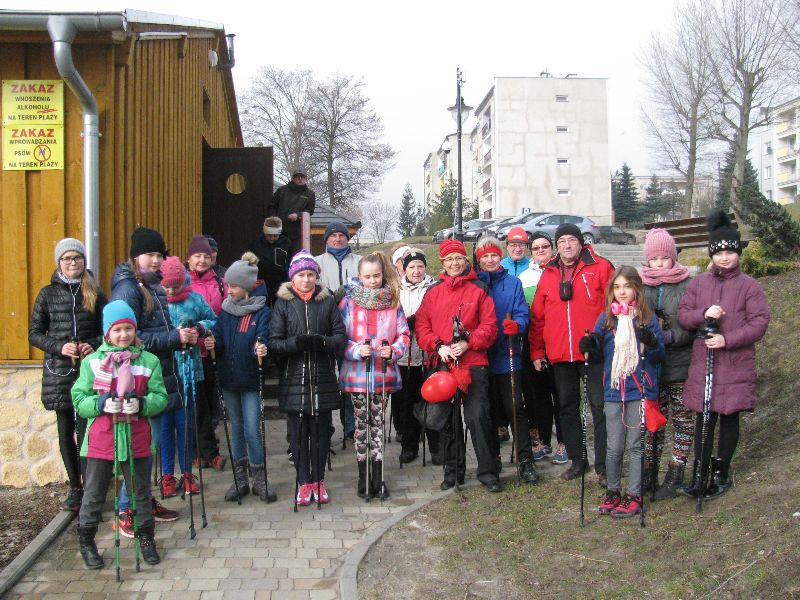 ZAKAZ
WNOSZENIA
ALKOHOLU
NA TEREN PLAŻY
ZAKAZ
WPROWADZANIA
PSÓW
NA TEREN PLAŻY